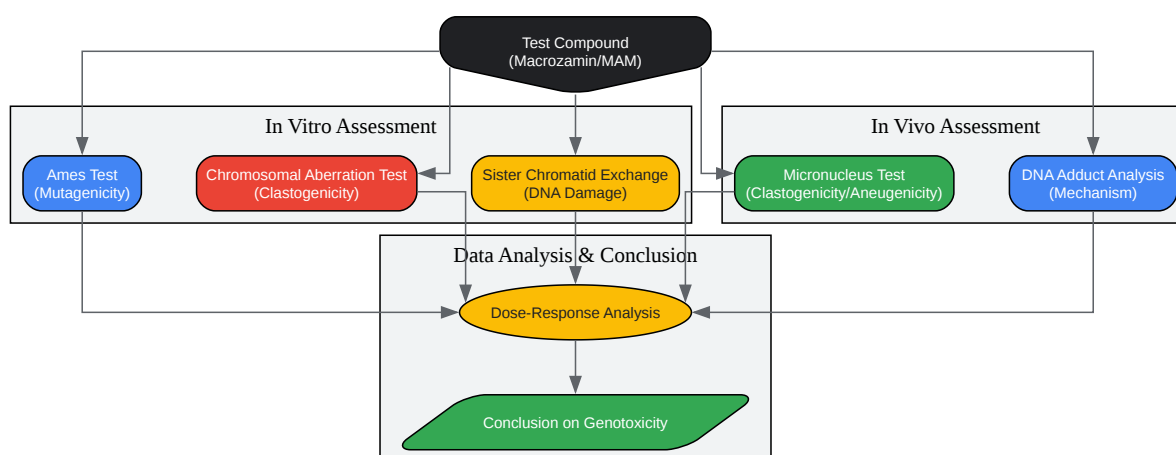 Test Compound
(Macrozamin/MAM)
In Vitro Assessment
In Vivo Assessment
Ames Test
(Mutagenicity)
Chromosomal Aberration Test
(Clastogenicity)
Sister Chromatid Exchange
(DNA Damage)
Micronucleus Test
(Clastogenicity/Aneugenicity)
DNA Adduct Analysis
(Mechanism)
Data Analysis & Conclusion
Dose-Response Analysis
Conclusion on Genotoxicity